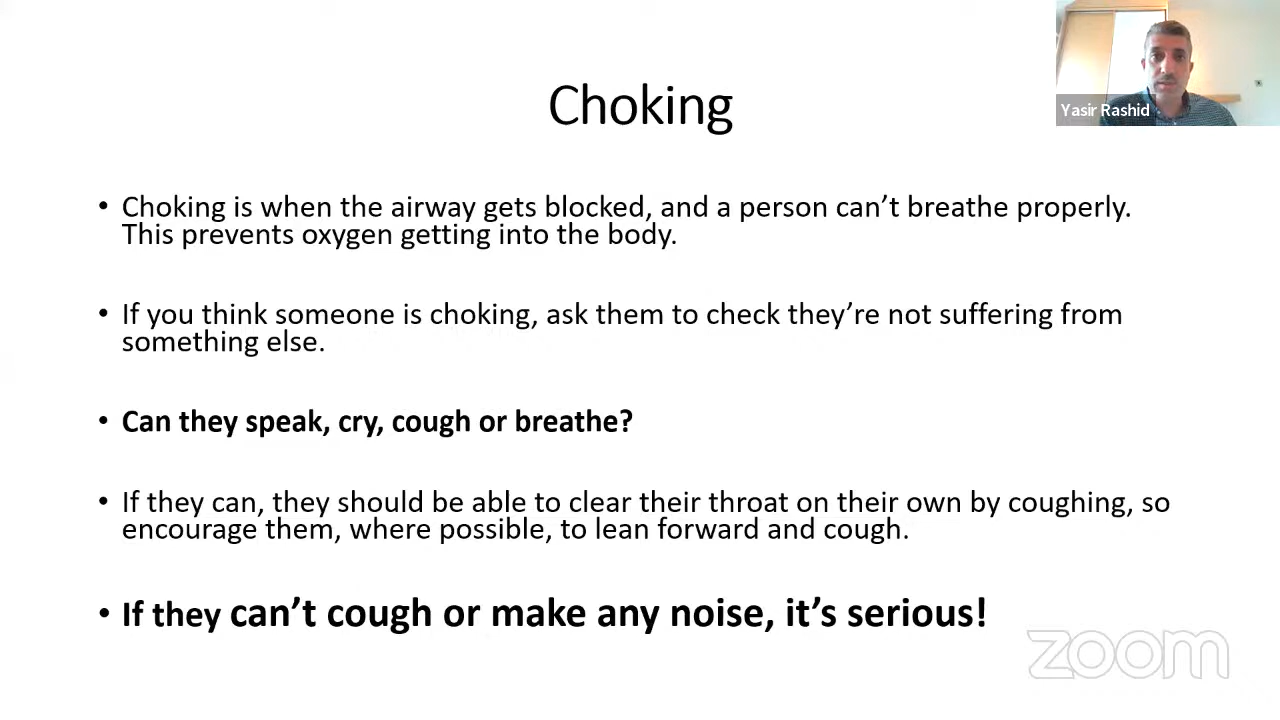 Choking
Yasir Rashid
• Choking is when the airway gets blocked, and a person can’t breathe properly.
This prevents oxygen getting into the body.
• If you think someone is choking, ask them to check they’re not suffering from
something else.
• Can they speak, cry, cough or breathe?
• If they can, they should be able to clear their throat on their own by coughing, so
encourage them, where possible, to lean forward and cough.
• If they can’t cough or make any noise, it’s serious!
zoom